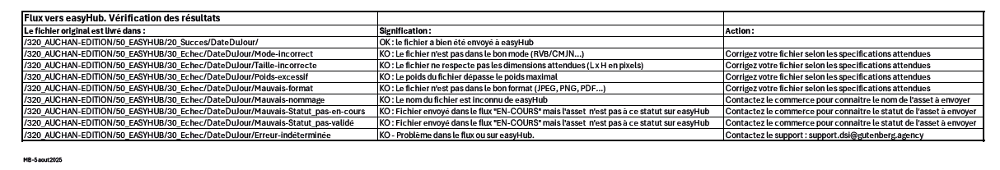 Flux vers easyHub. Vérification des résultats
Le fichier original est livré dans : Signification : Action :
/320_AUCHAN-EDITION/50_EASYHUB/20_Succes/DateDuJour/ OK : le fichier a bien été envoyé à easyHub
/320_AUCHAN-EDITION/50_EASYHUB/30_Echec/DateDuJour/Mode-incorrect KO : Le fichier n'est pas dans le bon mode (RVB/CMJN...) Corrigez votre fichier selon les specifications attendues
/320_AUCHAN-EDITION/50_EASYHUB/30_Echec/DateDuJour/Taille-incorrecte KO : Le fichier ne respecte pas les dimensions attendues (L x H en pixels) Corrigez votre fichier selon les specifications attendues
/320_AUCHAN-EDITION/50_EASYHUB/30_Echec/DateDuJour/Poids-excessif KO : Le poids du fichier dépasse le poids maximal Corrigez votre fichier selon les specifications attendues
/320_AUCHAN-EDITION/50_EASYHUB/30_Echec/DateDuJour/Mauvais-format KO : Le fichier n'est pas dans le bon format (JPEG, PNG, PDF...) Corrigez votre fichier selon les specifications attendues
/320_AUCHAN-EDITION/50_EASYHUB/30_Echec/DateDuJour/Mauvais-nommage KO : Le nom du fichier est inconnu de easyHub Contactez le commerce pour connaitre le nom de l'asset à envoyer
/320_AUCHAN-EDITION/50_EASYHUB/30_Echec/DateDuJour/Mauvais-Statut_pas-en-cours KO : Fichier envoyé dans le flux "EN-COURS" mais l'asset n'est pas à ce statut sur easyHub Contactez le commerce pour connaitre le statut de l'asset à envoyer
/320_AUCHAN-EDITION/50_EASYHUB/30_Echec/DateDuJour/Mauvais-Statut_pas-validé KO : Fichier envoyé dans le flux "EN-COURS" mais l'asset n'est pas à ce statut sur easyHub Contactez le commerce pour connaitre le statut de l'asset à envoyer
/320_AUCHAN-EDITION/50_EASYHUB/30_Echec/DateDuJour/Erreur-indéterminée KO - Problème dans le flux ou sur easyHub. Contactez le support : support.dsi@gutenberg.agency
MB - 5 aout 2025